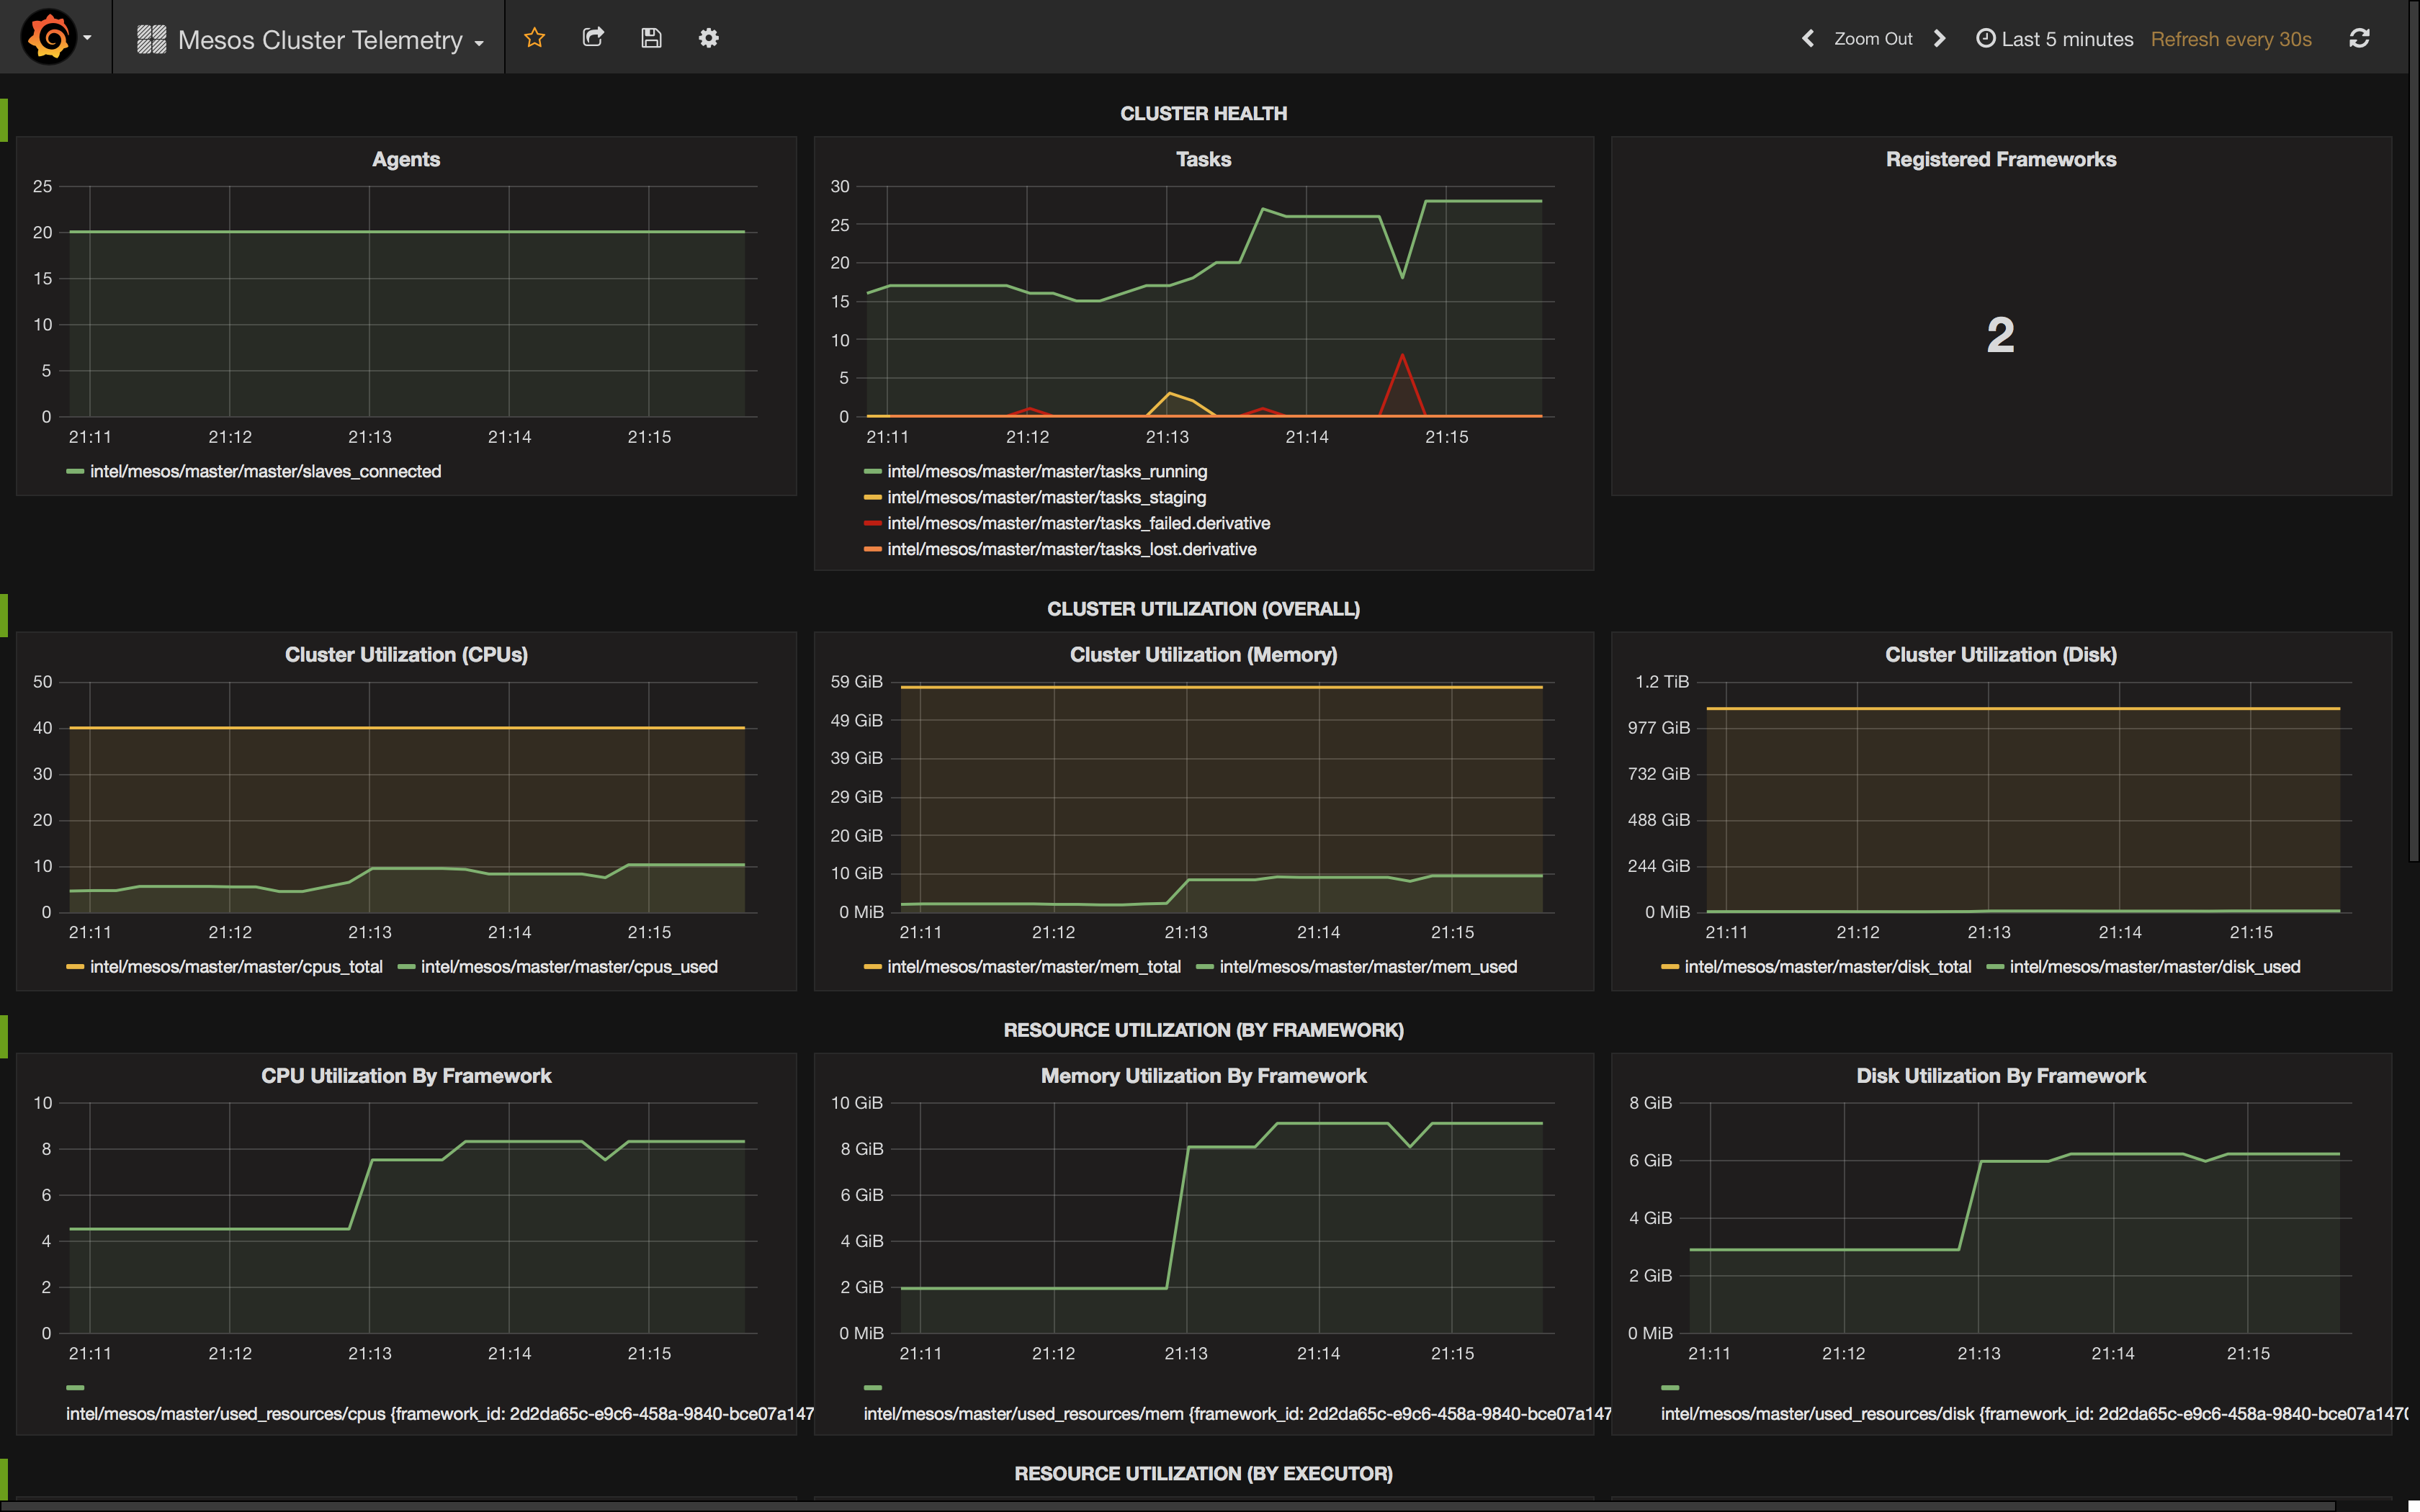 Mesos Cluster Telemetry
Zoom Out
Last 5 minutes
Refresh every 30s
CLUSTER HEALTH
Agents
25
20
15
10
5
0
21:11 21:12 21:13 21:14 21:15
intel/mesos/master/master/slaves_connected
Tasks
30
25
20
15
10
5
0
21:11 21:12 21:13 21:14 21:15
intel/mesos/master/master/tasks_running
intel/mesos/master/master/tasks_staging
intel/mesos/master/master/tasks_failed.derivative
intel/mesos/master/master/tasks_lost.derivative
Registered Frameworks
2
CLUSTER UTILIZATION (OVERALL)
Cluster Utilization (CPUs)
50
40
30
20
10
0
21:11 21:12 21:13 21:14 21:15
intel/mesos/master/master/cpus_total intel/mesos/master/master/cpus_used
Cluster Utilization (Memory)
59 GiB
49 GiB
39 GiB
29 GiB
20 GiB
10 GiB
0 MiB
21:11 21:12 21:13 21:14 21:15
intel/mesos/master/master/mem_total intel/mesos/master/master/mem_used
Cluster Utilization (Disk)
1.2 TiB
977 GiB
732 GiB
488 GiB
244 GiB
0 MiB
21:11 21:12 21:13 21:14 21:15
intel/mesos/master/master/disk_total intel/mesos/master/master/disk_used
RESOURCE UTILIZATION (BY FRAMEWORK)
CPU Utilization By Framework
10
8
6
4
2
0
21:11 21:12 21:13 21:14 21:15
intel/mesos/master/used_resources/cpus {framework_id: 2d2da65c-e9c6-458a-9840-bce07a147
Memory Utilization By Framework
10 GiB
8 GiB
6 GiB
4 GiB
2 GiB
0 MiB
21:11 21:12 21:13 21:14 21:15
intel/mesos/master/used_resources/mem {framework_id: 2d2da65c-e9c6-458a-9840-bce07a147
Disk Utilization By Framework
8 GiB
6 GiB
4 GiB
2 GiB
0 MiB
21:11 21:12 21:13 21:14 21:15
intel/mesos/master/used_resources/disk {framework_id: 2d2da65c-e9c6-458a-9840-bce07a147
RESOURCE UTILIZATION (BY EXECUTOR)